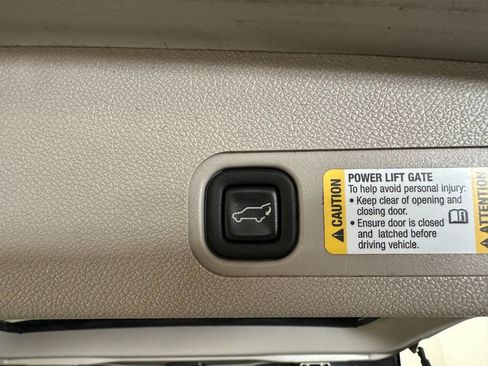 CAUTION
POWER LIFT GATE
To help avoid personal injury:
• Keep clear of opening and
closing door.
• Ensure door is closed
and latched before
driving vehicle.
ATTENTION